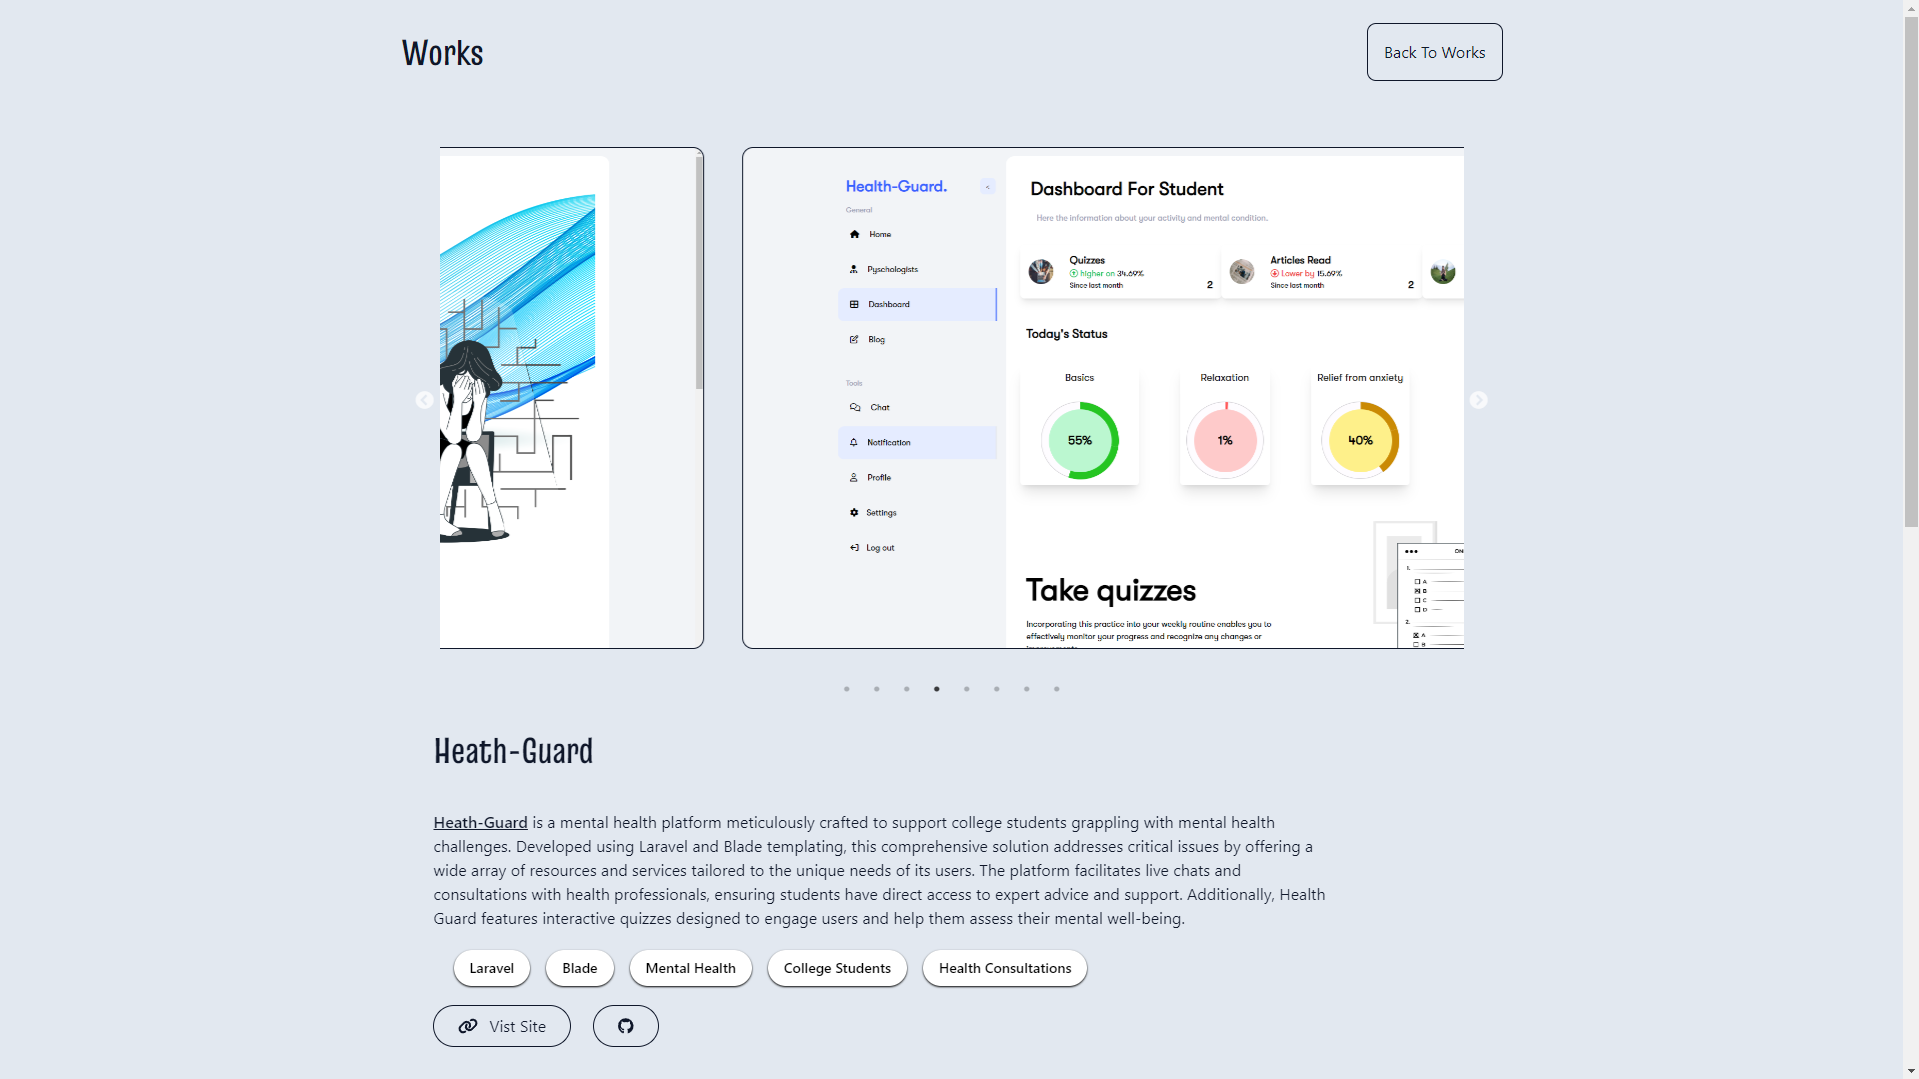 Works
Back To Works
Health-Guard.
<
General
Home
Pyschologists
Dashboard
Blog
Tools
Chat
Notification
Profile
Settings
Log out
Dashboard For Student
Here the information about your activity and mental condition.
Quizzes
higher on 34.69%
Since last month
2
Articles Read
Lower by 15.69%
Since last month
2
Today's Status
Basics
55%
Relaxation
1%
Relief from anxiety
40%
Take quizzes
Incorporating this practice into your weekly routine enables you to
effectively monitor your progress and recognize any changes or
ON
1.
A
B
C
D
2.
A
B
Heath-Guard
Heath-Guard is a mental health platform meticulously crafted to support college students grappling with mental health
challenges. Developed using Laravel and Blade templating, this comprehensive solution addresses critical issues by offering a
wide array of resources and services tailored to the unique needs of its users. The platform facilitates live chats and
consultations with health professionals, ensuring students have direct access to expert advice and support. Additionally, Health
Guard features interactive quizzes designed to engage users and help them assess their mental well-being.
Laravel
Blade
Mental Health
College Students
Health Consultations
Vist Site